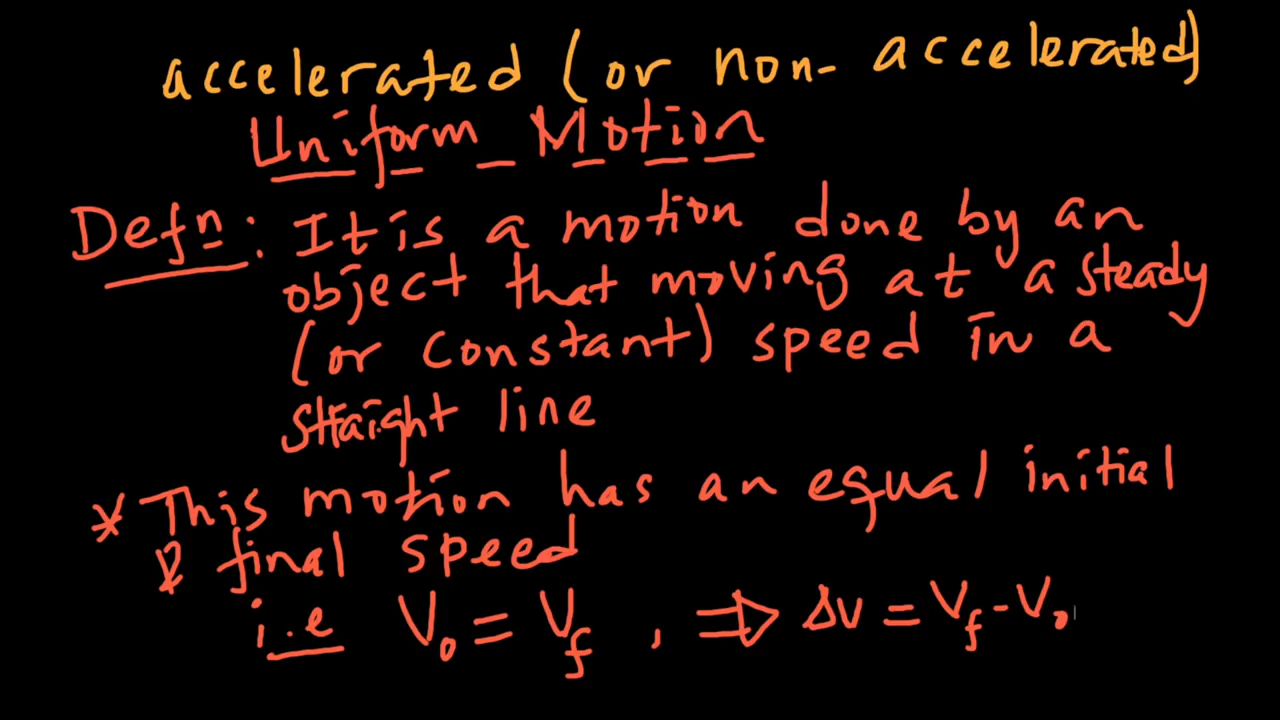 accelerated (or non-accelerated)
Uniform Motion
Defn: It is a motion done by an
object that moving at a steady
(or constant) speed in a
straight line
* This motion has an equal initial
& final speed
i.e V₀ = Vf , ⇒ ΔV = Vf - V₀